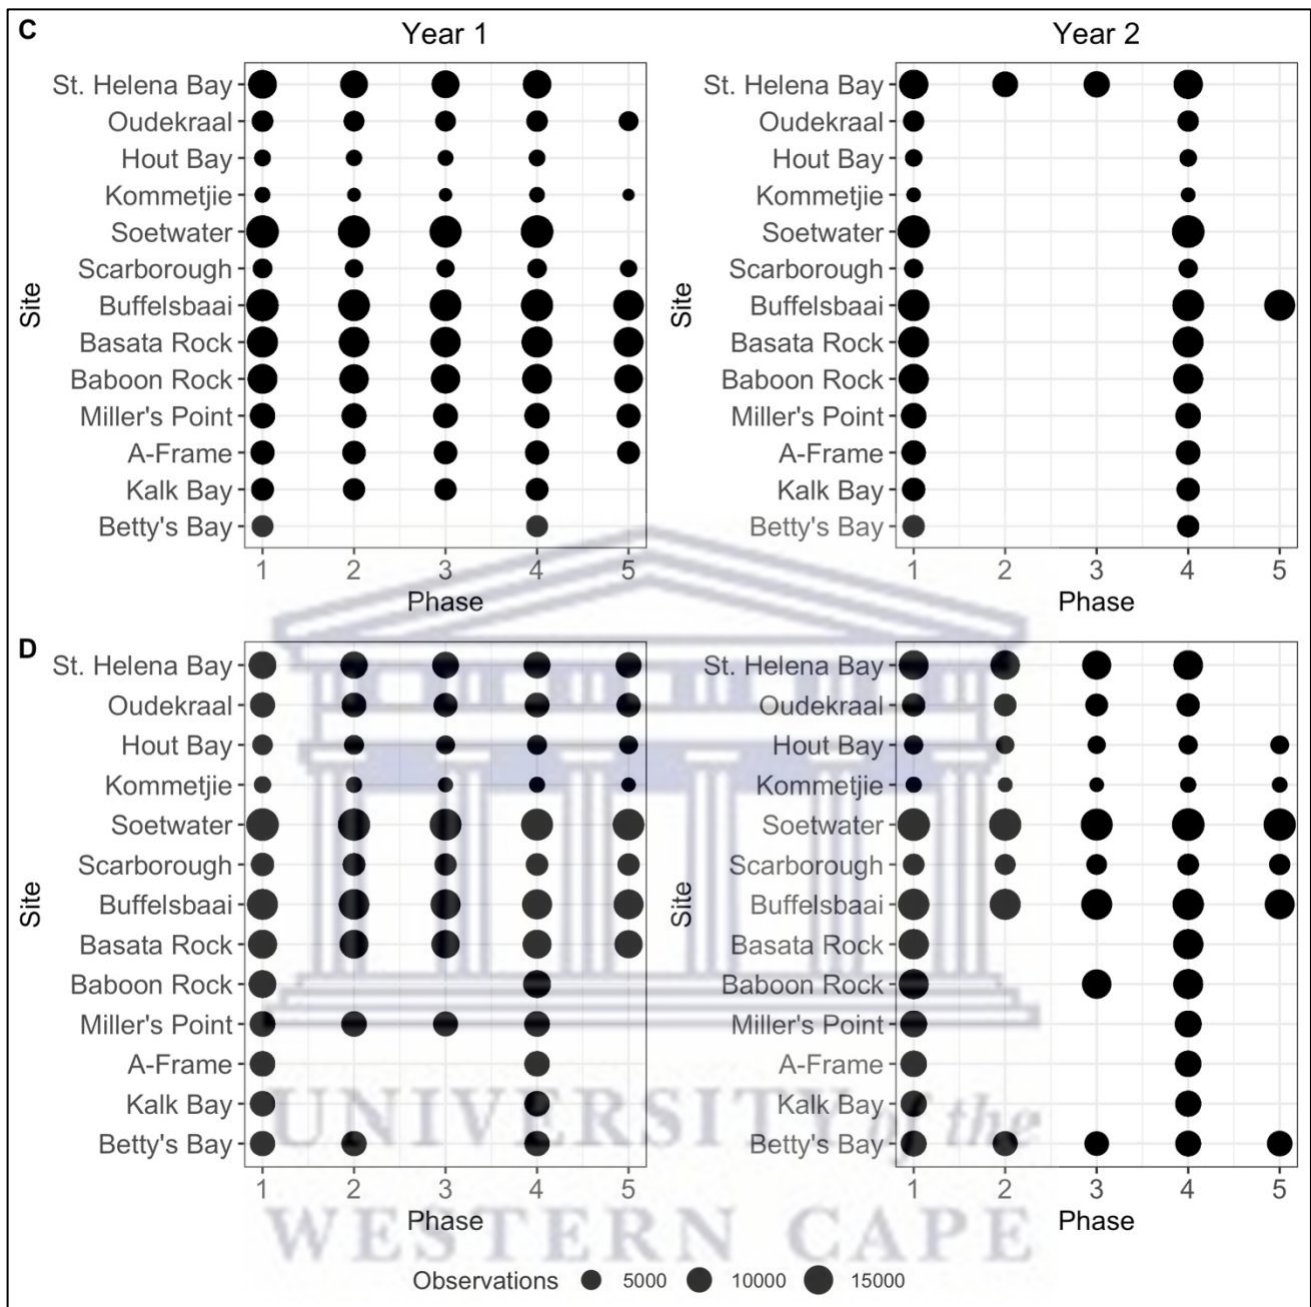 C
Year 1
Year 2
Site
St. Helena Bay
Oudekraal
Hout Bay
Kommetjie
Soetwater
Scarborough
Buffelsbaai
Basata Rock
Baboon Rock
Miller's Point
A-Frame
Kalk Bay
Betty's Bay
1 2 3 4 5
Phase
Site
St. Helena Bay
Oudekraal
Hout Bay
Kommetjie
Soetwater
Scarborough
Buffelsbaai
Basata Rock
Baboon Rock
Miller's Point
A-Frame
Kalk Bay
Betty's Bay
1 2 3 4 5
Phase
D
Site
St. Helena Bay
Oudekraal
Hout Bay
Kommetjie
Soetwater
Scarborough
Buffelsbaai
Basata Rock
Baboon Rock
Miller's Point
A-Frame
Kalk Bay
Betty's Bay
1 2 3 4 5
Phase
Site
St. Helena Bay
Oudekraal
Hout Bay
Kommetjie
Soetwater
Scarborough
Buffelsbaai
Basata Rock
Baboon Rock
Miller's Point
A-Frame
Kalk Bay
Betty's Bay
1 2 3 4 5
Phase
UNIVERSITY of the
WESTERN CAPE
Observations 5000 10000 15000